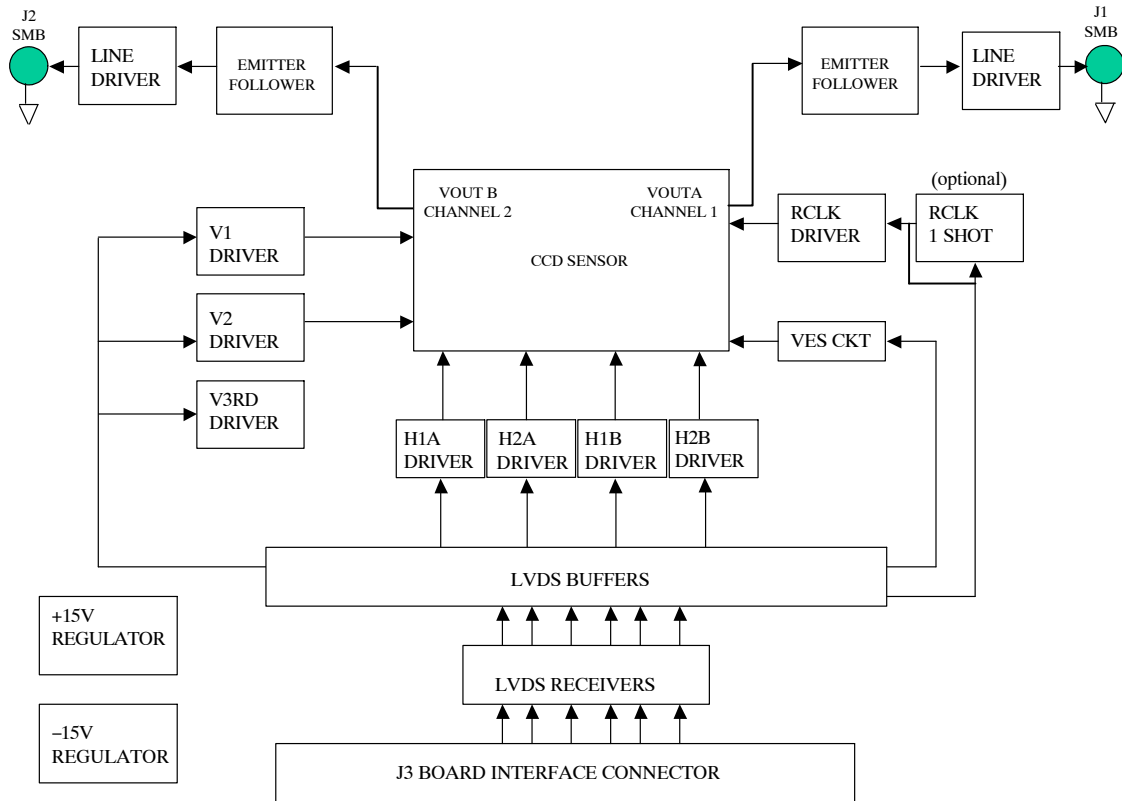 J2
SMB
LINE
DRIVER
EMITTER
FOLLOWER
EMITTER
FOLLOWER
LINE
DRIVER
J1
SMB
VOUT B
CHANNEL 2
VOUTA
CHANNEL 1
CCD SENSOR
(optional)
RCLK
DRIVER
RCLK
1 SHOT
V1
DRIVER
V2
DRIVER
VES CKT
V3RD
DRIVER
H1A
DRIVER
H2A
DRIVER
H1B
DRIVER
H2B
DRIVER
LVDS BUFFERS
+15V
REGULATOR
LVDS RECEIVERS
–15V
REGULATOR
J3 BOARD INTERFACE CONNECTOR